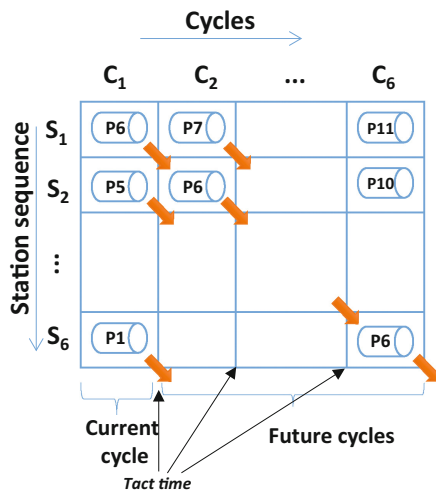 Cycles
C1 C2 ... C6
Station sequence
S1 P6 P7 P11
S2 P5 P6 P10
...
S6 P1 P6
Current cycle
Future cycles
Tact time